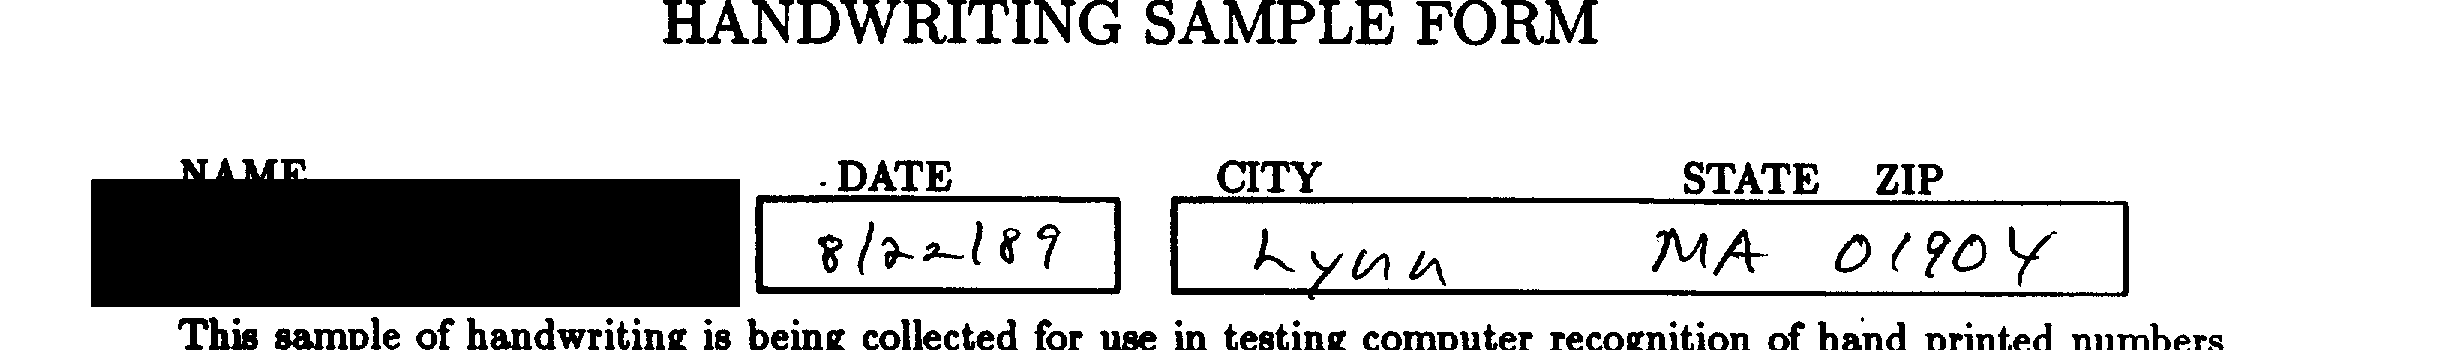 HANDWRITING SAMPLE FORM
NAME DATE CITY STATE ZIP
8/22/89 Lynn MA 01904
This sample of handwriting is being collected for use in testing computer recognition of hand printed numbers